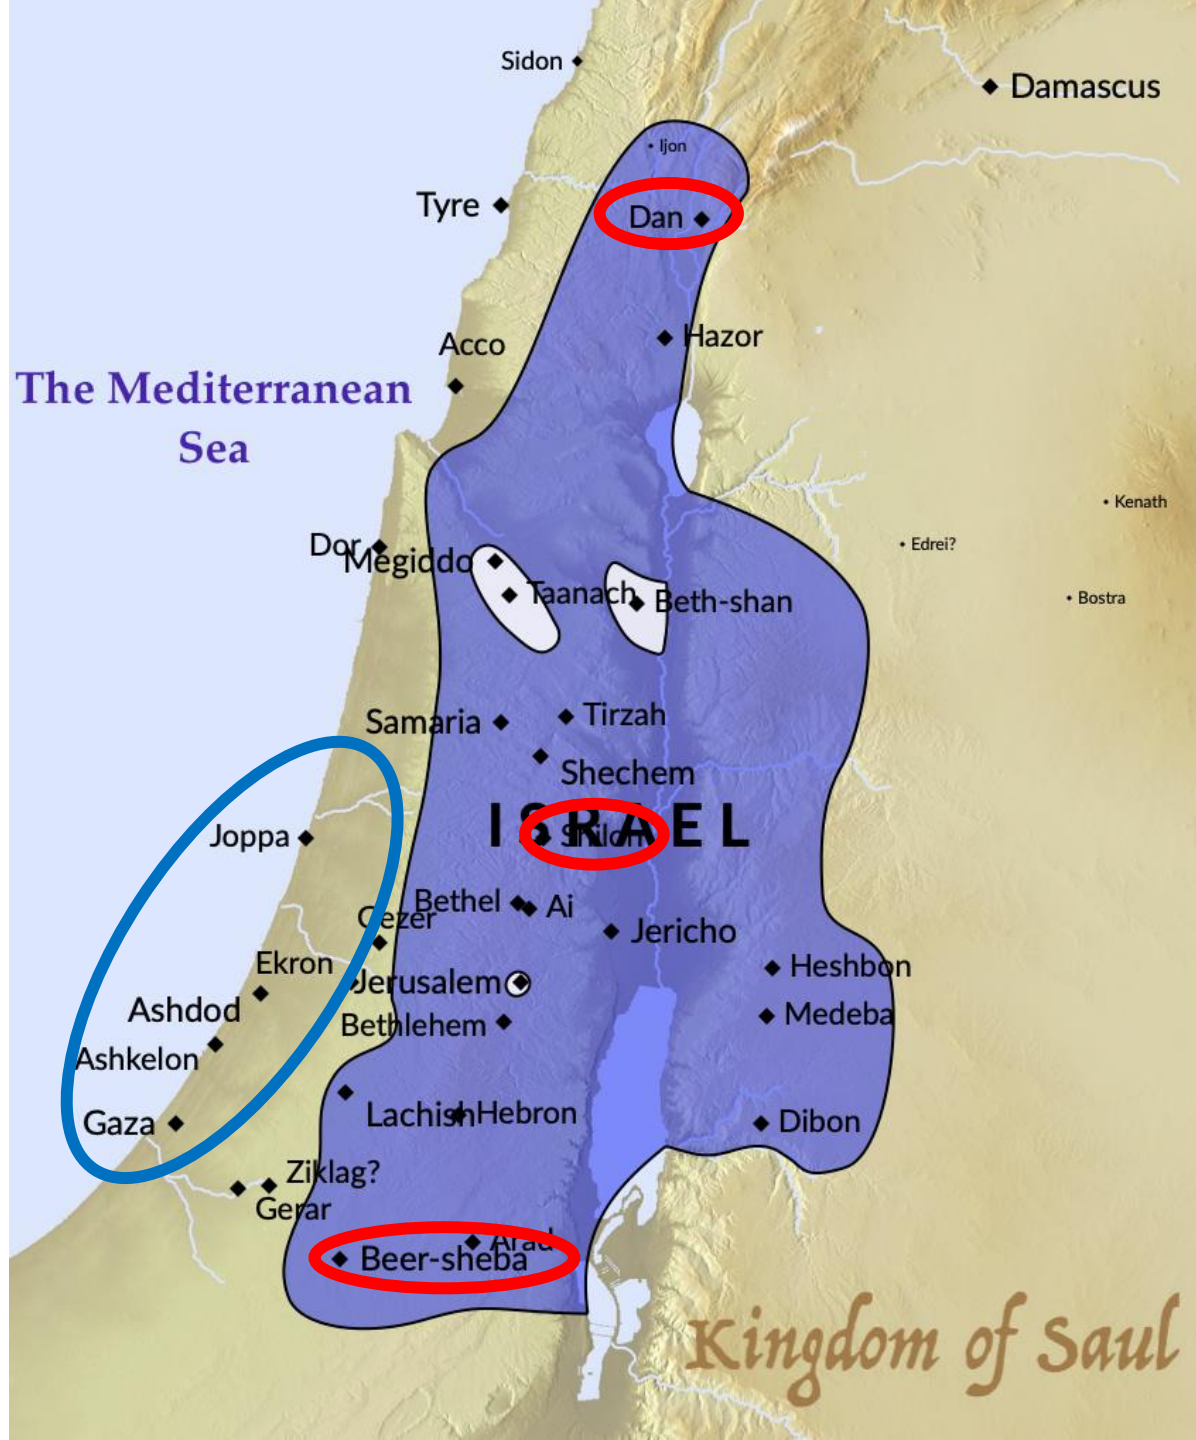 Sidon
Damascus
Ijon
Tyre
Dan
Hazor
Acco
The Mediterranean
Sea
Kenath
Dor
Edrei?
Megiddo
Taanach
Beth-shan
Bostra
Samaria
Tirzah
Shechem
ISRAEL
Joppa
Shiloh
Bethel
Ai
Gezer
Jericho
Ekron
Jerusalem
Heshbon
Ashdod
Medeba
Bethlehem
Ashkelon
Gaza
Lachish
Hebron
Dibon
Ziklag?
Gerar
Arad
Beer-sheba
Kingdom of Saul